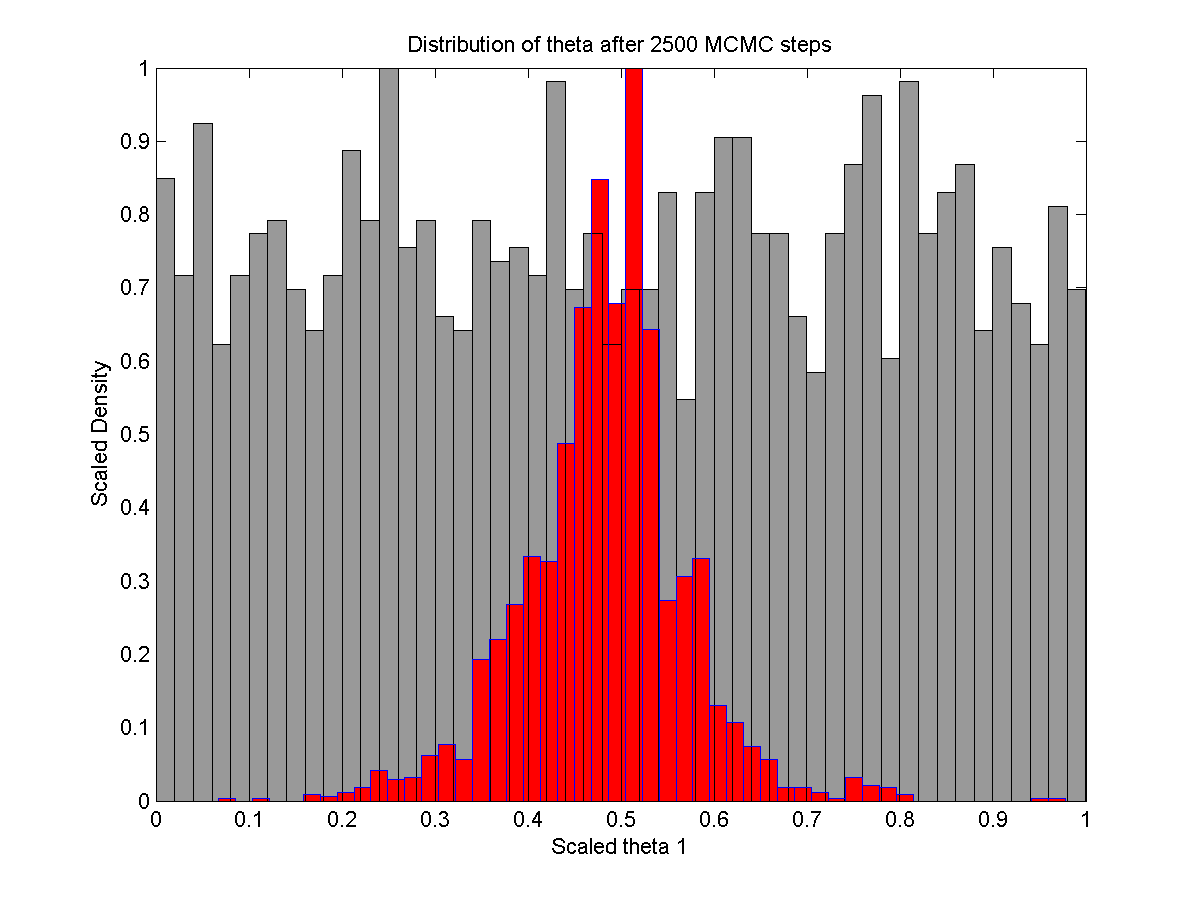 Distribution of theta after 2500 MCMC steps
1
0.9
0.8
0.7
0.6
0.5
0.4
0.3
0.2
0.1
0
Scaled Density
0 0.1 0.2 0.3 0.4 0.5 0.6 0.7 0.8 0.9 1
Scaled theta 1